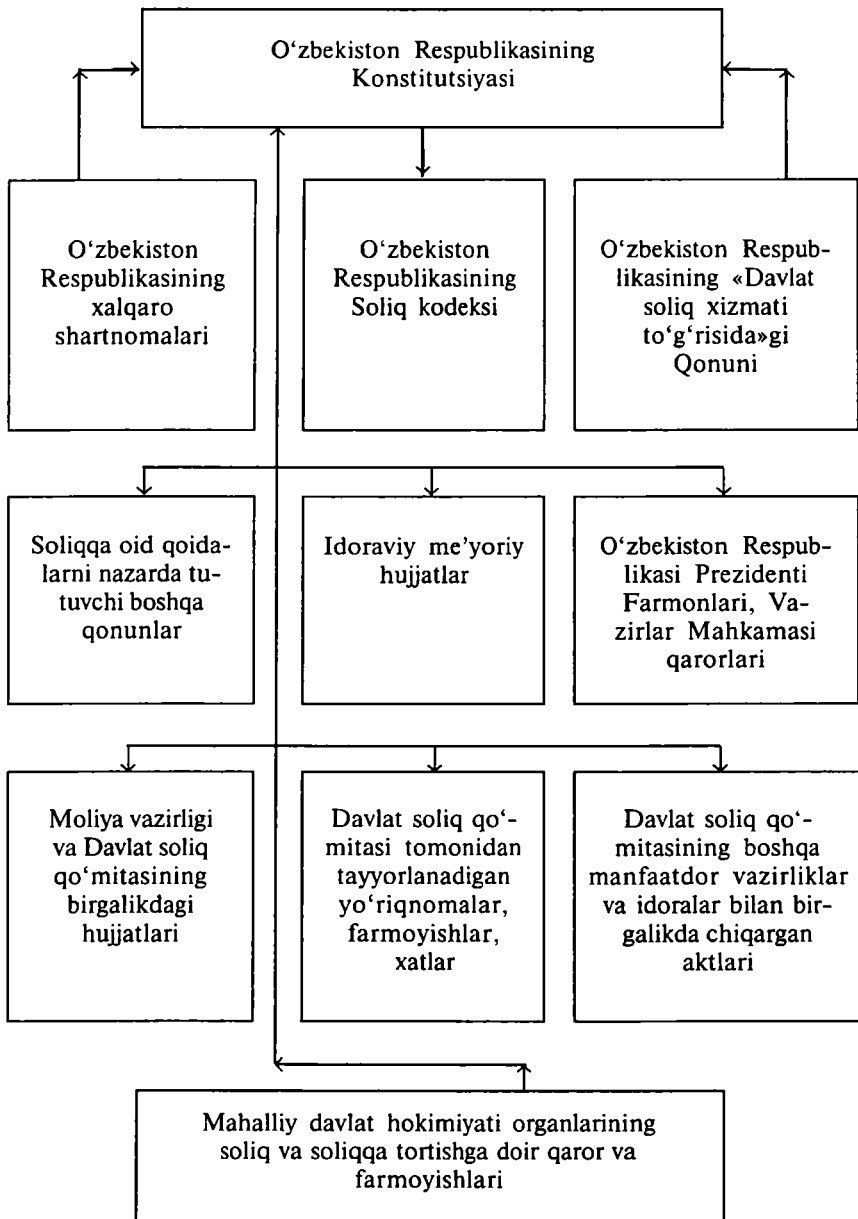 O‘zbekiston Respublikasining
Konstitutsiyasi
O‘zbekiston
Respublikasining
xalqaro
shartnomalari
O‘zbekiston
Respublikasining
Soliq kodeksi
O‘zbekiston Respub-
likasining «Davlat
soliq xizmati
to‘g‘risida»gi
Qonuni
Soliqqa oid qoida-
larni nazarda tu-
tuvchi boshqa
qonunlar
Idoraviy me’yoriy
hujjatlar
O‘zbekiston Respub-
likasi Prezidenti
Farmonlari, Va-
zirlar Mahkamasi
qarorlari
Moliya vazirligi
va Davlat soliq
qo‘mitasining
birgalikdagi
hujjatlari
Davlat soliq qo‘-
mitasi tomonidan
tayyorlanadigan
yo‘riqnomalar,
farmoyishlar,
xatlar
Davlat soliq qo‘-
mitasining boshqa
manfaatdor vazirliklar
va idoralar bilan bir-
galikda chiqargan
aktlari
Mahalliy davlat hokimiyati organlarining
soliq va soliqqa tortishga doir qaror va
farmoyishlari